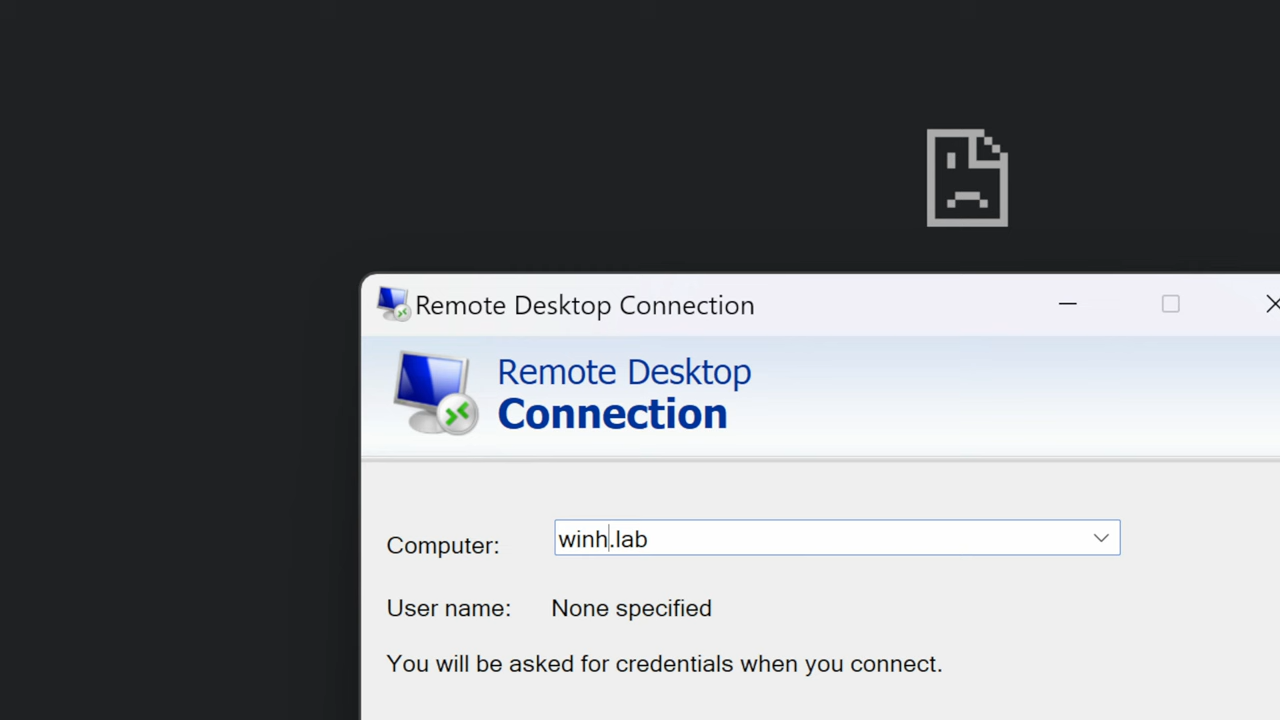 Remote Desktop Connection
Remote Desktop
Connection
Computer: winh.lab
User name: None specified
You will be asked for credentials when you connect.